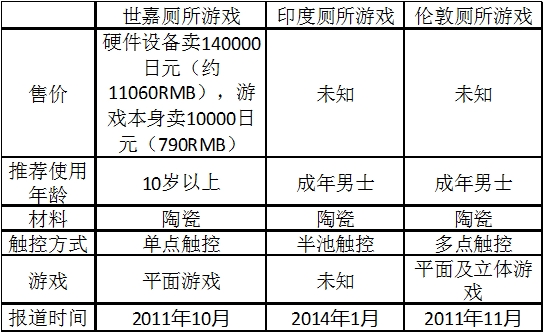 世嘉厕所游戏 印度厕所游戏 伦敦厕所游戏
售价 硬件设备卖140000日元（约11060RMB），游戏本身卖10000日元（790RMB） 未知 未知
推荐使用年龄 10岁以上 成年男士 成年男士
材料 陶瓷 陶瓷 陶瓷
触控方式 单点触控 半池触控 多点触控
游戏 平面游戏 未知 平面及立体游戏
报道时间 2011年10月 2014年1月 2011年11月